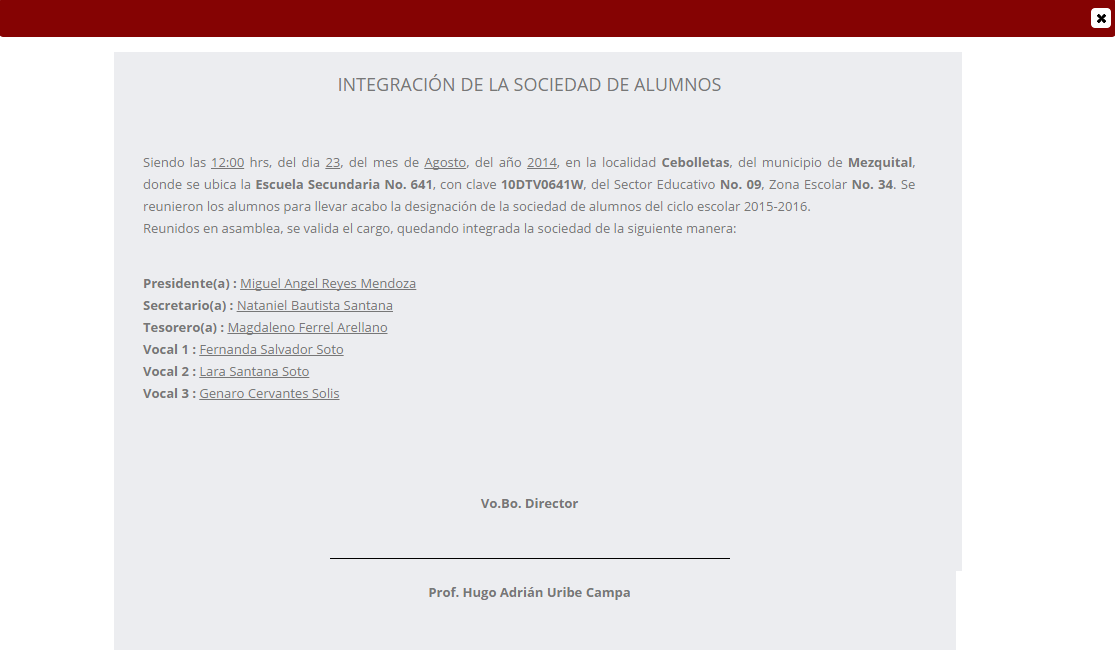 INTEGRACIÓN DE LA SOCIEDAD DE ALUMNOS
Siendo las 12:00 hrs, del dia 23, del mes de Agosto, del año 2014, en la localidad Cebolletas, del municipio de Mezquital,
donde se ubica la Escuela Secundaria No. 641, con clave 10DTV0641W, del Sector Educativo No. 09, Zona Escolar No. 34. Se
reunieron los alumnos para llevar acabo la designación de la sociedad de alumnos del ciclo escolar 2015-2016.
Reunidos en asamblea, se valida el cargo, quedando integrada la sociedad de la siguiente manera:
Presidente(a) : Miguel Angel Reyes Mendoza
Secretario(a) : Nataniel Bautista Santana
Tesorero(a) : Magdaleno Ferrel Arellano
Vocal 1 : Fernanda Salvador Soto
Vocal 2 : Lara Santana Soto
Vocal 3 : Genaro Cervantes Solis
Vo.Bo. Director
Prof. Hugo Adrián Uribe Campa